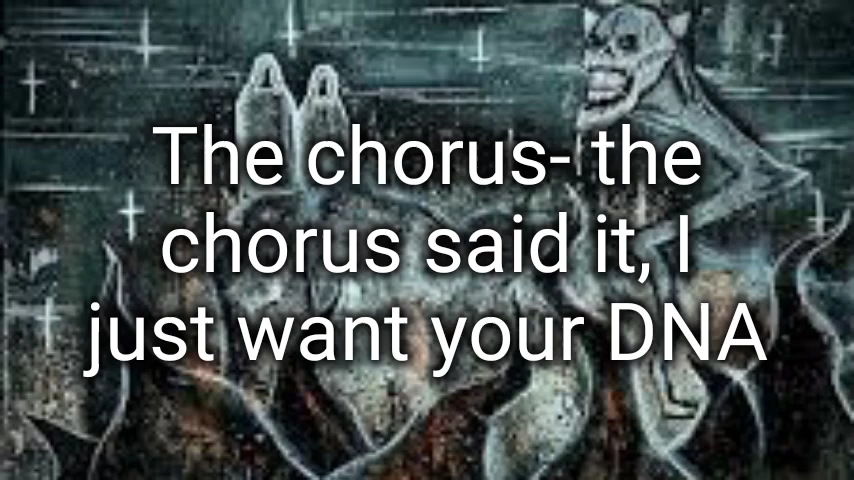 The chorus- the
chorus said it, I
just want your DNA